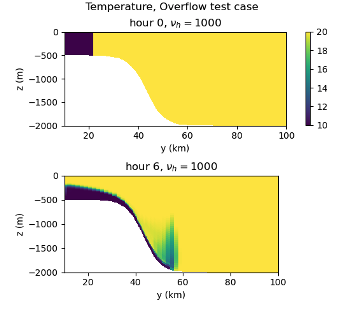 Temperature, Overflow test case
hour 0, νh = 1000
0
−500
−1000
−1500
−2000
z (m)
20 40 60 80 100
y (km)
20
18
16
14
12
10
hour 6, νh = 1000
0
−500
−1000
−1500
−2000
z (m)
20 40 60 80 100
y (km)